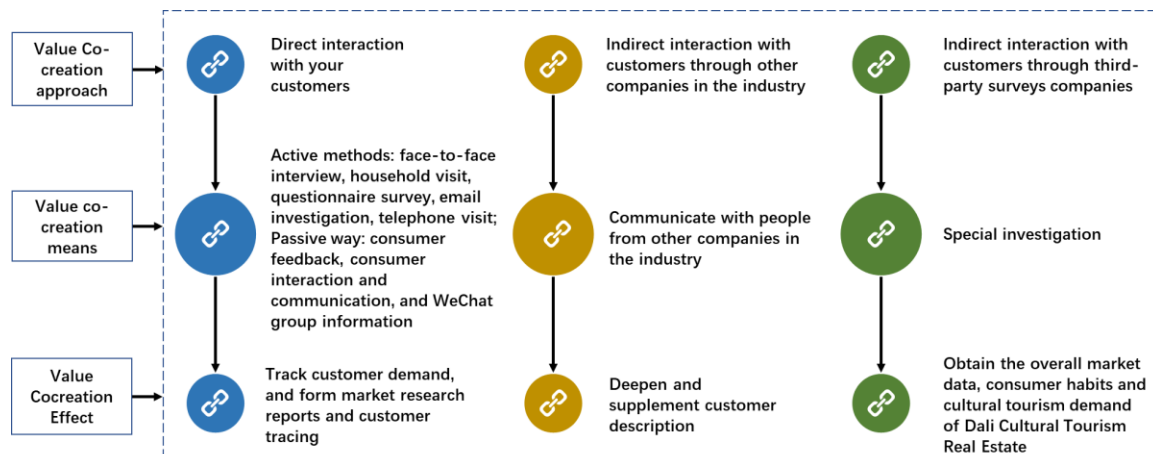 Value Co-
creation
approach
Direct interaction
with your
customers
Indirect interaction with
customers through other
companies in the industry
Indirect interaction with
customers through third-
party surveys companies
Value co-
creation
means
Active methods: face-to-face
interview, household visit,
questionnaire survey, email
investigation, telephone visit;
Passive way: consumer
feedback, consumer
interaction and
communication, and WeChat
group information
Communicate with people
from other companies in
the industry
Special investigation
Value
Cocreation
Effect
Track customer demand,
and form market research
reports and customer
tracing
Deepen and
supplement customer
description
Obtain the overall market
data, consumer habits and
cultural tourism demand
of Dali Cultural Tourism
Real Estate